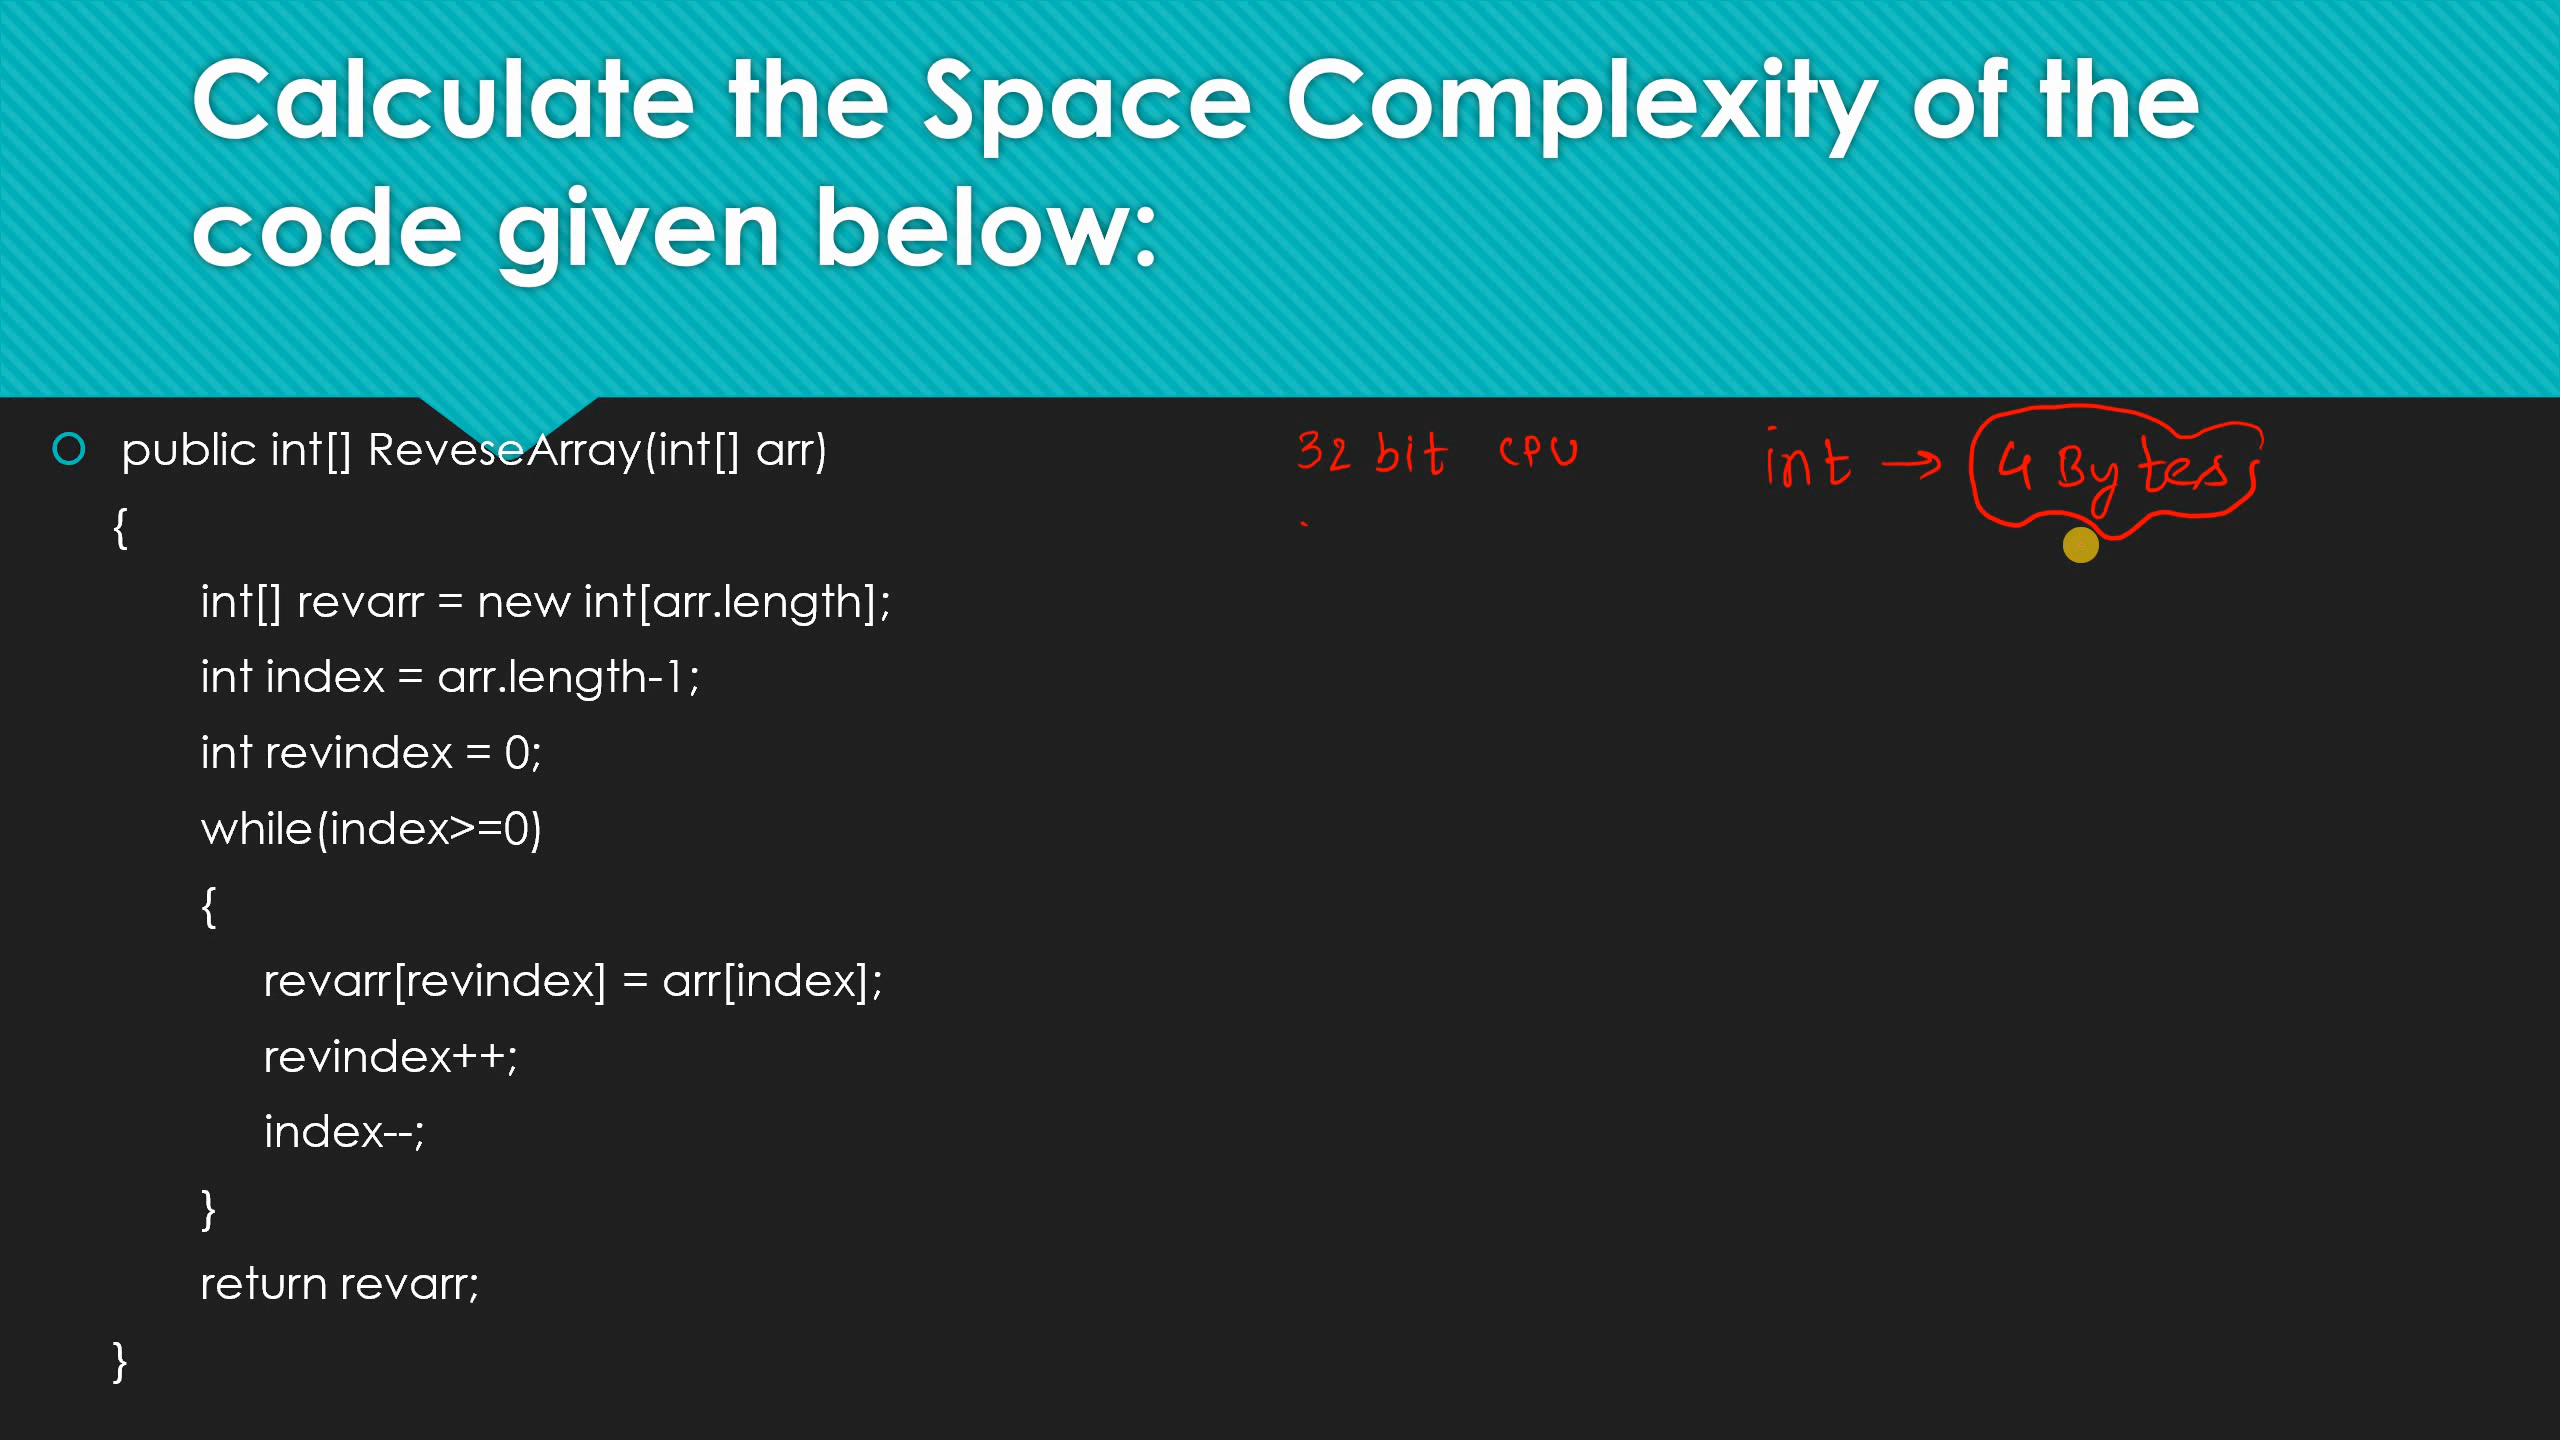 Calculate the Space Complexity of the
code given below:
public int[] ReveseArray(int[] arr)
32 bit CPU int → 4 Bytes
{
int[] revarr = new int[arr.length];
int index = arr.length-1;
int revindex = 0;
while(index>=0)
{
revarr[revindex] = arr[index];
revindex++;
index--;
}
return revarr;
}